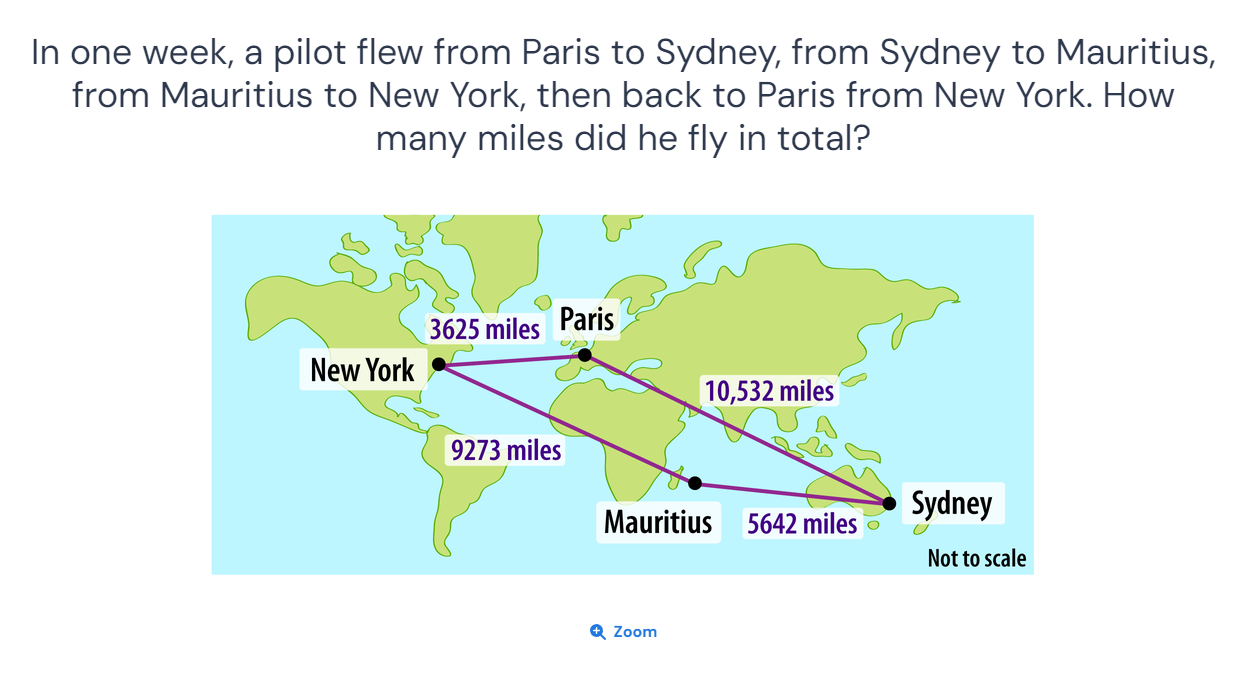 In one week, a pilot flew from Paris to Sydney, from Sydney to Mauritius,
from Mauritius to New York, then back to Paris from New York. How
many miles did he fly in total?
Paris
3625 miles
New York
10,532 miles
9273 miles
Sydney
Mauritius
5642 miles
Not to scale
Zoom